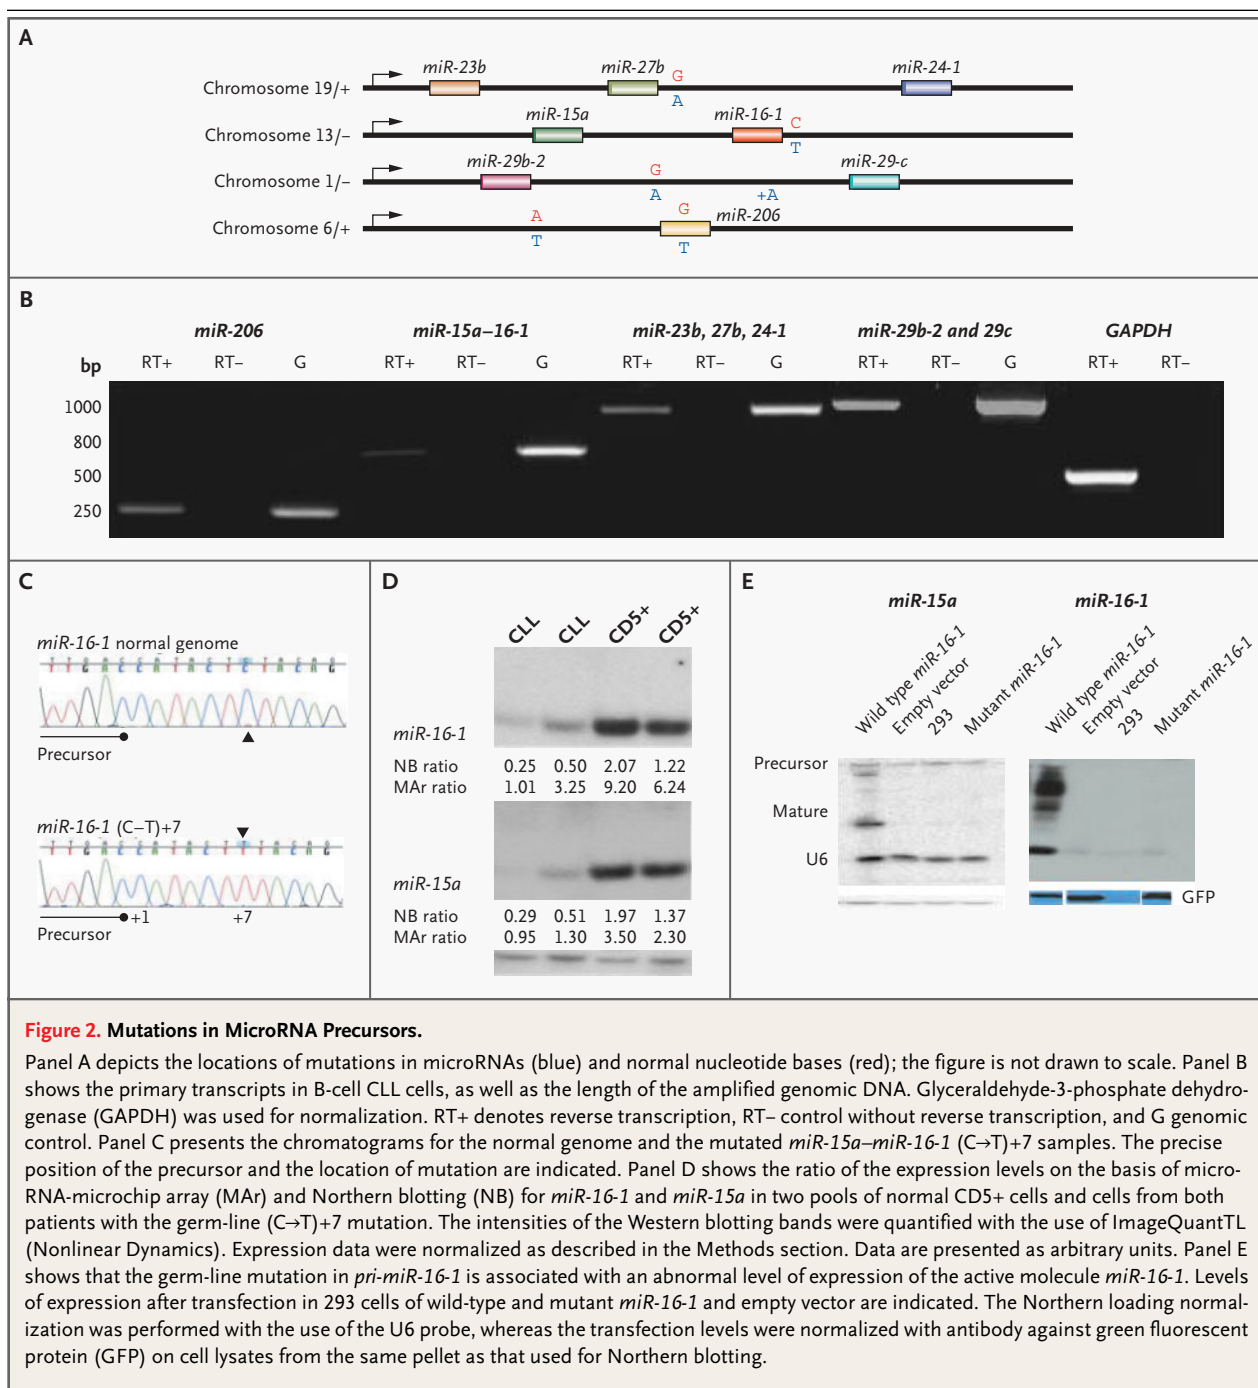 A
miR-23b miR-27b G miR-24-1
Chromosome 19/+
A
miR-15a miR-16-1 C
Chromosome 13/–
T
miR-29b-2 G miR-29-c
Chromosome 1/–
A +A
A G miR-206
Chromosome 6/+
T T
B
miR-206 miR-15a–16-1 miR-23b, 27b, 24-1 miR-29b-2 and 29c GAPDH
bp RT+ RT– G RT+ RT– G RT+ RT– G RT+ RT– G RT+ RT–
1000
800
500
250
C
miR-16-1 normal genome
T T G A C C A T A C T C T A C A G
Precursor
miR-16-1 (C–T)+7
T T G A C C A T A C T T T A C A G
+1 +7
Precursor
D
CLL CLL CD5+ CD5+
miR-16-1
NB ratio 0.25 0.50 2.07 1.22
MAr ratio 1.01 3.25 9.20 6.24
miR-15a
NB ratio 0.29 0.51 1.97 1.37
MAr ratio 0.95 1.30 3.50 2.30
E
miR-15a miR-16-1
Wild type miR-16-1 Empty vector 293 Mutant miR-16-1 Wild type miR-16-1 Empty vector 293 Mutant miR-16-1
Precursor
Mature
U6
GFP
Figure 2. Mutations in MicroRNA Precursors.
Panel A depicts the locations of mutations in microRNAs (blue) and normal nucleotide bases (red); the figure is not drawn to scale. Panel B
shows the primary transcripts in B-cell CLL cells, as well as the length of the amplified genomic DNA. Glyceraldehyde-3-phosphate dehydro-
genase (GAPDH) was used for normalization. RT+ denotes reverse transcription, RT– control without reverse transcription, and G genomic
control. Panel C presents the chromatograms for the normal genome and the mutated miR-15a–miR-16-1 (C→T)+7 samples. The precise
position of the precursor and the location of mutation are indicated. Panel D shows the ratio of the expression levels on the basis of micro-
RNA-microchip array (MAr) and Northern blotting (NB) for miR-16-1 and miR-15a in two pools of normal CD5+ cells and cells from both
patients with the germ-line (C→T)+7 mutation. The intensities of the Western blotting bands were quantified with the use of ImageQuantTL
(Nonlinear Dynamics). Expression data were normalized as described in the Methods section. Data are presented as arbitrary units. Panel E
shows that the germ-line mutation in pri-miR-16-1 is associated with an abnormal level of expression of the active molecule miR-16-1. Levels
of expression after transfection in 293 cells of wild-type and mutant miR-16-1 and empty vector are indicated. The Northern loading normal-
ization was performed with the use of the U6 probe, whereas the transfection levels were normalized with antibody against green fluorescent
protein (GFP) on cell lysates from the same pellet as that used for Northern blotting.